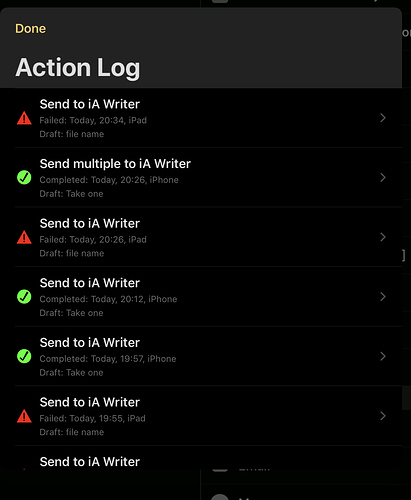 Done
Action Log
Send to iA Writer
Failed: Today, 20:34, iPad
Draft: file name
Send multiple to iA Writer
Completed: Today, 20:26, iPhone
Draft: Take one
Send to iA Writer
Failed: Today, 20:26, iPad
Draft: file name
Send to iA Writer
Completed: Today, 20:12, iPhone
Draft: Take one
Send to iA Writer
Completed: Today, 19:57, iPhone
Draft: Take one
Send to iA Writer
Failed: Today, 19:55, iPad
Draft: file name
Send to iA Writer